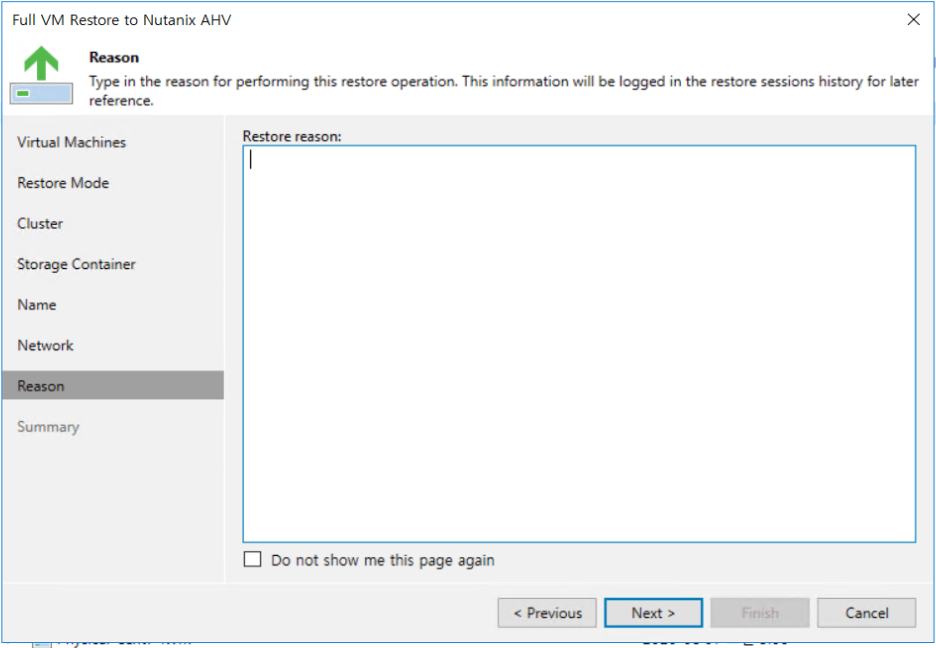 Full VM Restore to Nutanix AHV
Reason
Type in the reason for performing this restore operation. This information will be logged in the restore sessions history for later
reference.
Virtual Machines
Restore Mode
Cluster
Storage Container
Name
Network
Reason
Summary
Restore reason:
Do not show me this page again
< Previous
Next >
Finish
Cancel